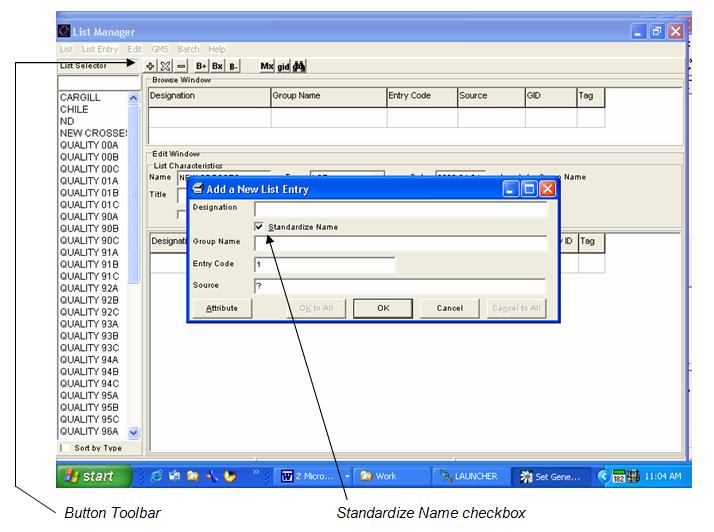 List Manager
List List Entry Edit GMS Batch Help
List Selector
B+ Bx B- Mx gid
Browse Window
Designation Group Name Entry Code Source GID Tag
CARGILL
CHILE
ND
NEW CROSSE
QUALITY 00A
QUALITY 00B
QUALITY 00C
QUALITY 01A
QUALITY 01B
QUALITY 01C
QUALITY 90A
QUALITY 90B
QUALITY 90C
QUALITY 91A
QUALITY 91B
QUALITY 91C
QUALITY 92A
QUALITY 92B
QUALITY 92C
QUALITY 93A
QUALITY 93B
QUALITY 93C
QUALITY 94A
QUALITY 94B
QUALITY 94C
QUALITY 95A
QUALITY 95B
QUALITY 95C
QUALITY 96A
Sort by Type
Edit Window
List Characteristics
Name
Name
Title
Designati
ID Tag
Add a New List Entry
Designation
Standardize Name
Group Name
Entry Code 1
Source ?
Attribute OK to All OK Cancel Cancel to All
start 2 Micro... Work LAUNCHER Set Gene... 182 11:04 AM
Button Toolbar
Standardize Name checkbox